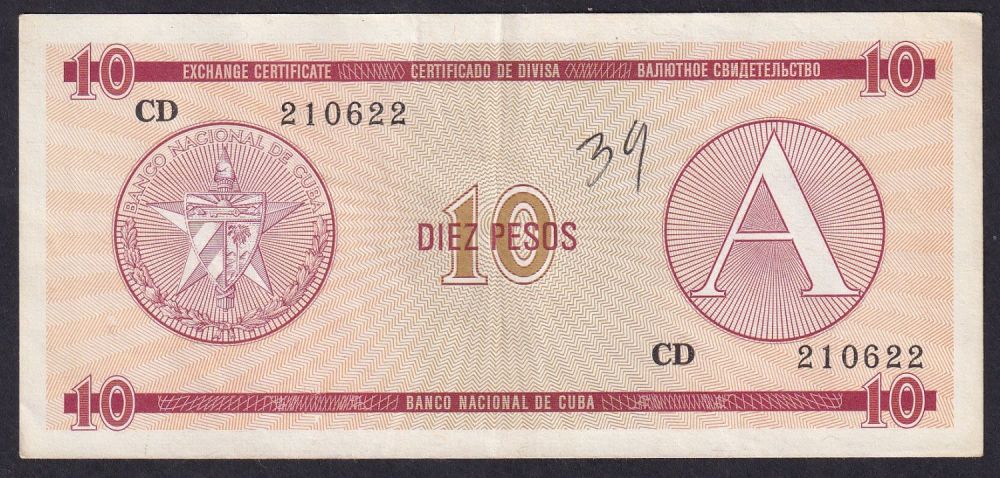 10 EXCHANGE CERTIFICATE CERTIFICADO DE DIVISA ВАЛЮТНОЕ СВИДЕТЕЛЬСТВО 10
CD 210622
39
BANCO NACIONAL DE CUBA
10
DIEZ PESOS
A
CD 210622
10 BANCO NACIONAL DE CUBA 10